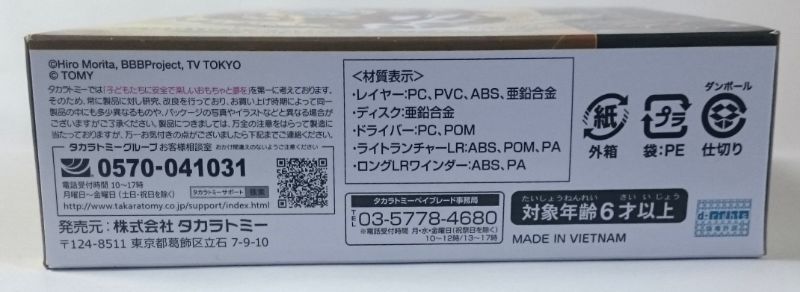 ©Hiro Morita, BBBProject, TV TOKYO
© TOMY
タカラトミーでは「子どもたちに安全で楽しいおもちゃと夢を」を第一に考えております。
そのため、常に製品に対し研究、改良を行っており、お買い上げ時期によって同一
製品の中にも多少異なるものや、パッケージの写真やイラストなどと異なる場合が
ございますがご了承ください。製品につきましては、万全の注意をはらって製造に
当たっておりますが、万一お気付きの点がございましたら下記までご連絡ください。
タカラトミーグループ お客様相談室 おかけ間違えのないようご注意ください
0570-041031
電話受付時間 10〜17時
月曜日〜金曜日 (土・日・祝日を除く)
タカラトミーサポート 検索
www.takaratomy.co.jp/support/index.html
発売元: 株式会社 タカラトミー
〒124-8511 東京都葛飾区立石 7-9-10
<材質表示>
・レイヤー:PC、PVC、ABS、亜鉛合金
・ディスク:亜鉛合金
・ドライバー:PC、POM
・ライトランチャーLR:ABS、POM、PA
・ロングLRワインダー:ABS、PA
タカラトミーベイブレード事務局
TEL 03-5778-4680
※電話受付時間 月・水・金曜日(祝祭日を除く)
10〜12時/13〜17時
紙
外箱
プラ
袋:PE
ダンボール
仕切り
たいしょうねんれい さい いじょう
対象年齢6才以上
MADE IN VIETNAM
d-rights